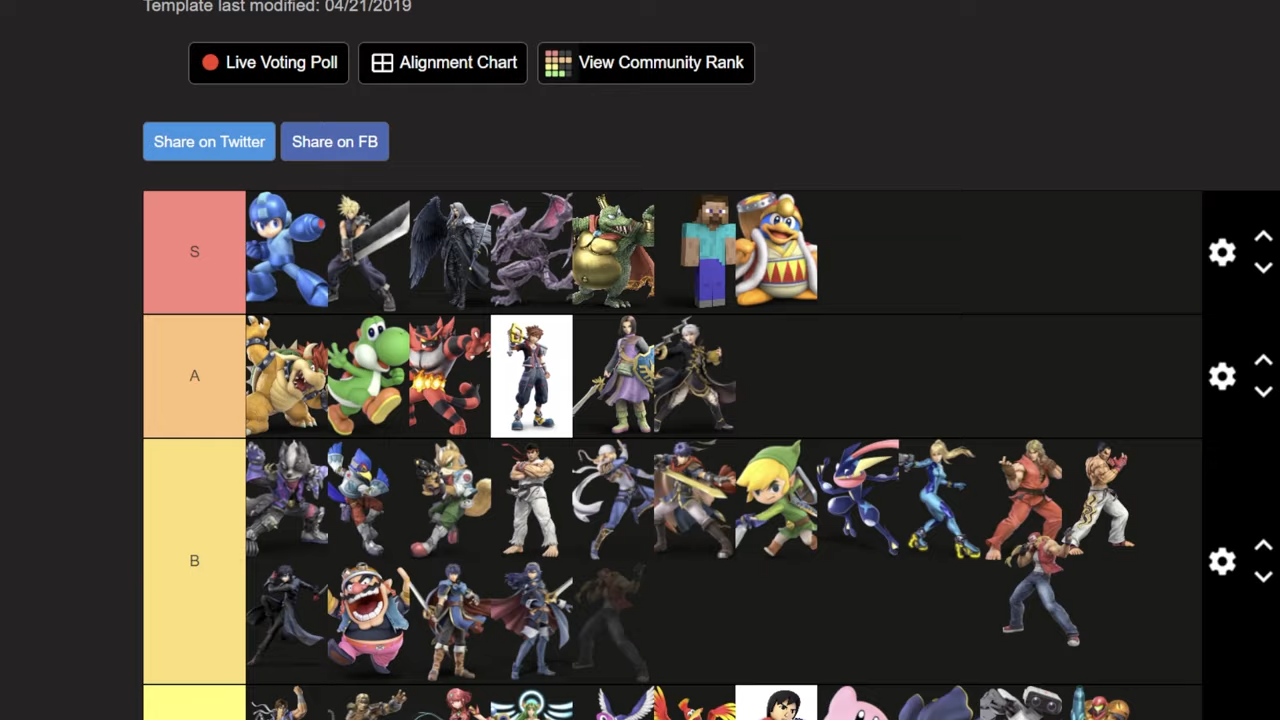 Template last modified: 04/21/2019
Live Voting Poll
Alignment Chart
View Community Rank
Share on Twitter
Share on FB
S
A
B